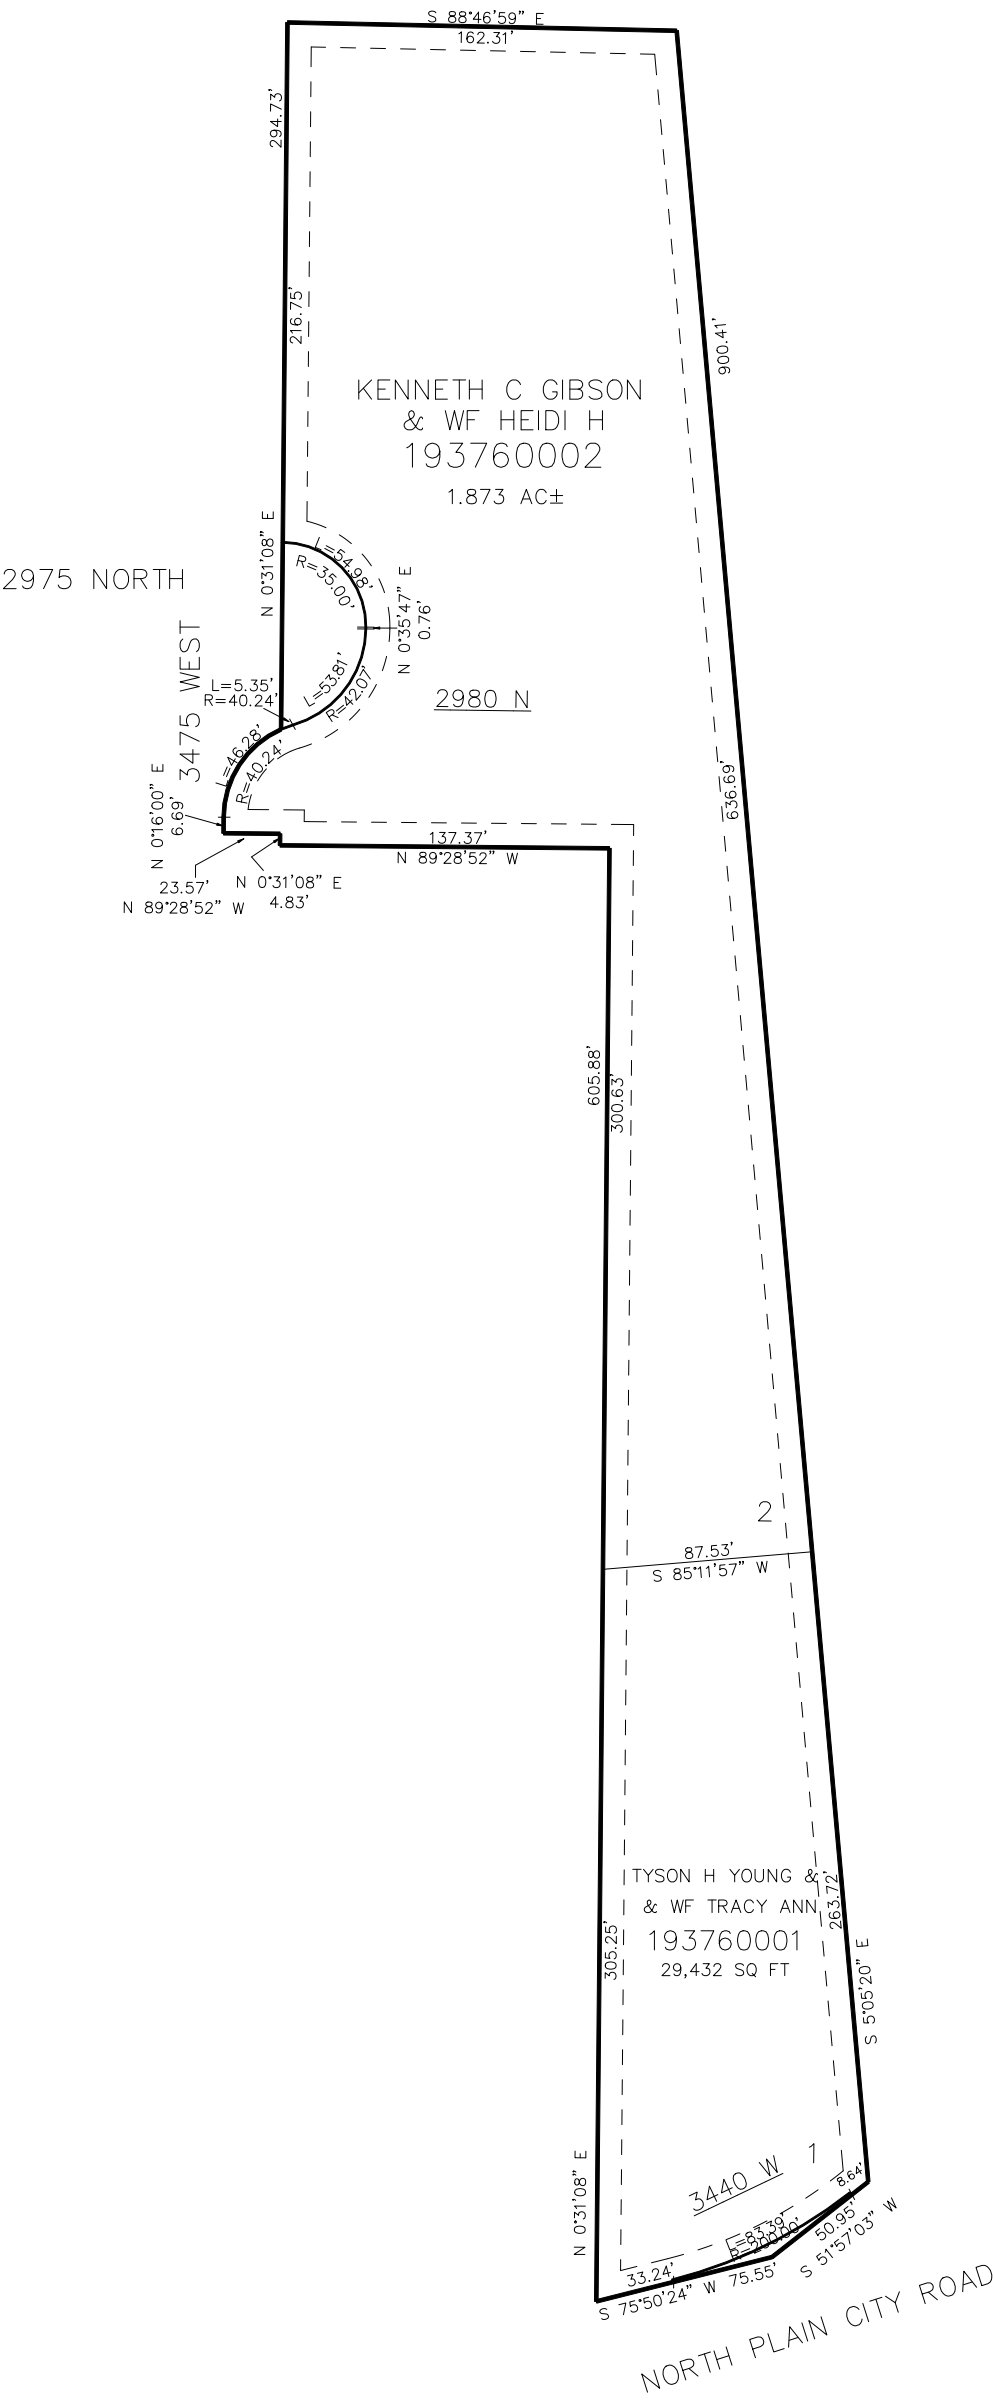 S 88°46'59" E
162.31'
294.73'
216.75'
900.41'
KENNETH C GIBSON
& WF HEIDI H
193760002
1.873 AC±
N 0°31'08" E
2975 NORTH
3475 WEST
L=54.98'
R=35.00'
N 0°35'47" E
0.76'
L=53.81'
R=42.07'
L=5.35'
R=40.24'
2980 N
L=46.28'
R=40.24'
N 0°16'00" E
6.69'
636.69'
137.37'
N 89°28'52" W
23.57'
N 89°28'52" W
N 0°31'08" E
4.83'
605.88'
300.63'
2
87.53'
S 85°11'57" W
TYSON H YOUNG &
& WF TRACY ANN
193760001
29,432 SQ FT
263.72'
305.25'
S 5°05'20" E
N 0°31'08" E
3440 W
1
8.64'
L=83.39'
R=200.00'
50.95'
S 51°57'03" W
33.24'
75.55'
S 75°50'24" W
NORTH PLAIN CITY ROAD